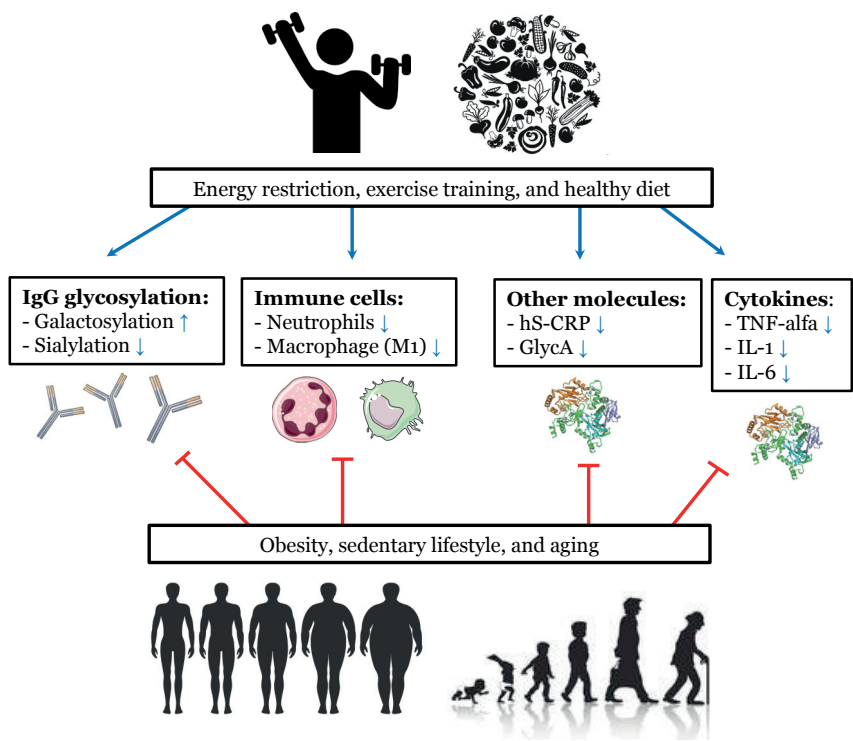 Energy restriction, exercise training, and healthy diet
IgG glycosylation:
- Galactosylation ↑
- Sialylation ↓
Immune cells:
- Neutrophils ↓
- Macrophage (M1) ↓
Other molecules:
- hS-CRP ↓
- GlycA ↓
Cytokines:
- TNF-alfa ↓
- IL-1 ↓
- IL-6 ↓
Obesity, sedentary lifestyle, and aging